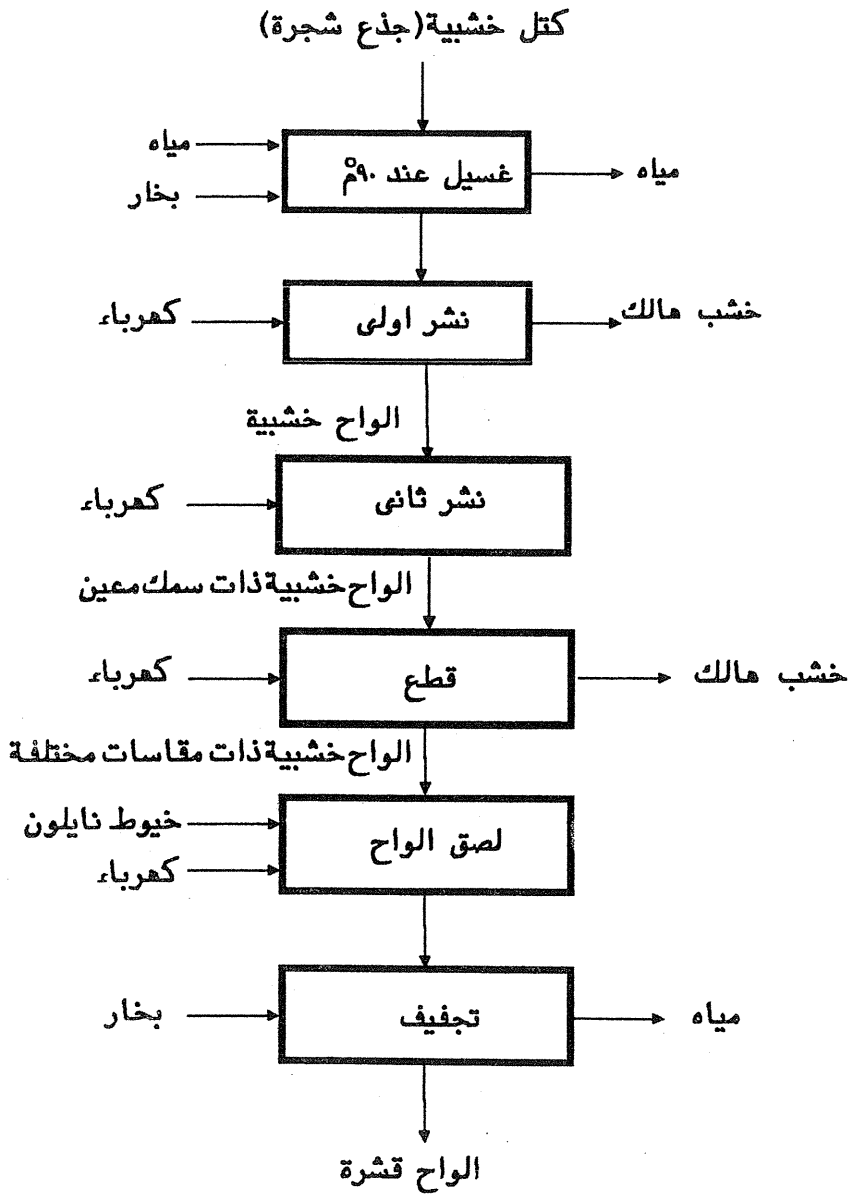 كتل خشبية (جذع شجرة)
مياه
بخار
غسيل عند ٩٠°م
مياه
كهرباء
نشر اولى
خشب هالك
الواح خشبية
كهرباء
نشر ثانى
الواح خشبية ذات سمك معين
كهرباء
قطع
خشب هالك
الواح خشبية ذات مقاسات مختلفة
خيوط نايلون
كهرباء
لصق الواح
بخار
تجفيف
مياه
الواح قشرة